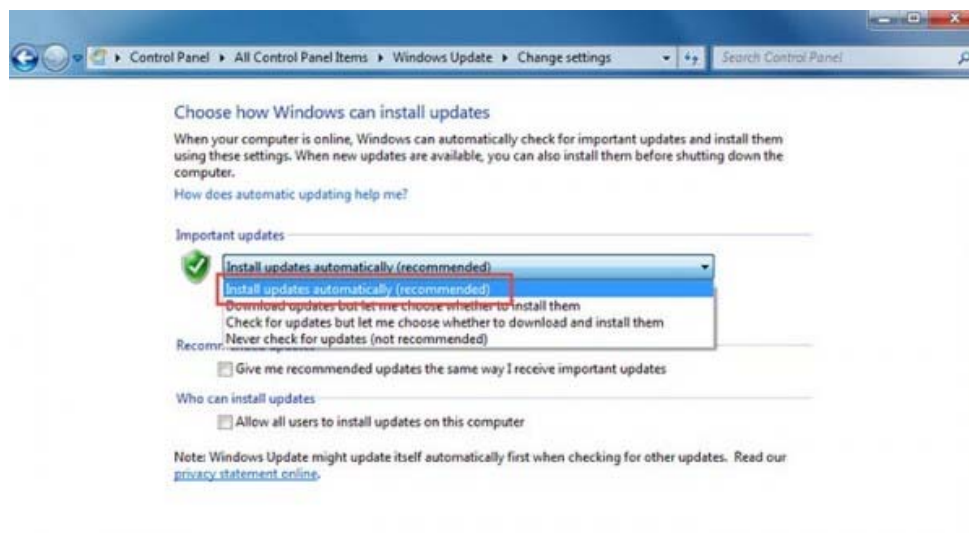 Control Panel ▸ All Control Panel Items ▸ Windows Update ▸ Change settings
Search Control Panel
Choose how Windows can install updates
When your computer is online, Windows can automatically check for important updates and install them
using these settings. When new updates are available, you can also install them before shutting down the
computer.
How does automatic updating help me?
Important updates
Install updates automatically (recommended)
Install updates automatically (recommended)
Download updates but let me choose whether to install them
Check for updates but let me choose whether to download and install them
Never check for updates (not recommended)
Give me recommended updates the same way I receive important updates
Who can install updates
Allow all users to install updates on this computer
Note: Windows Update might update itself automatically first when checking for other updates. Read our
privacy statement online.